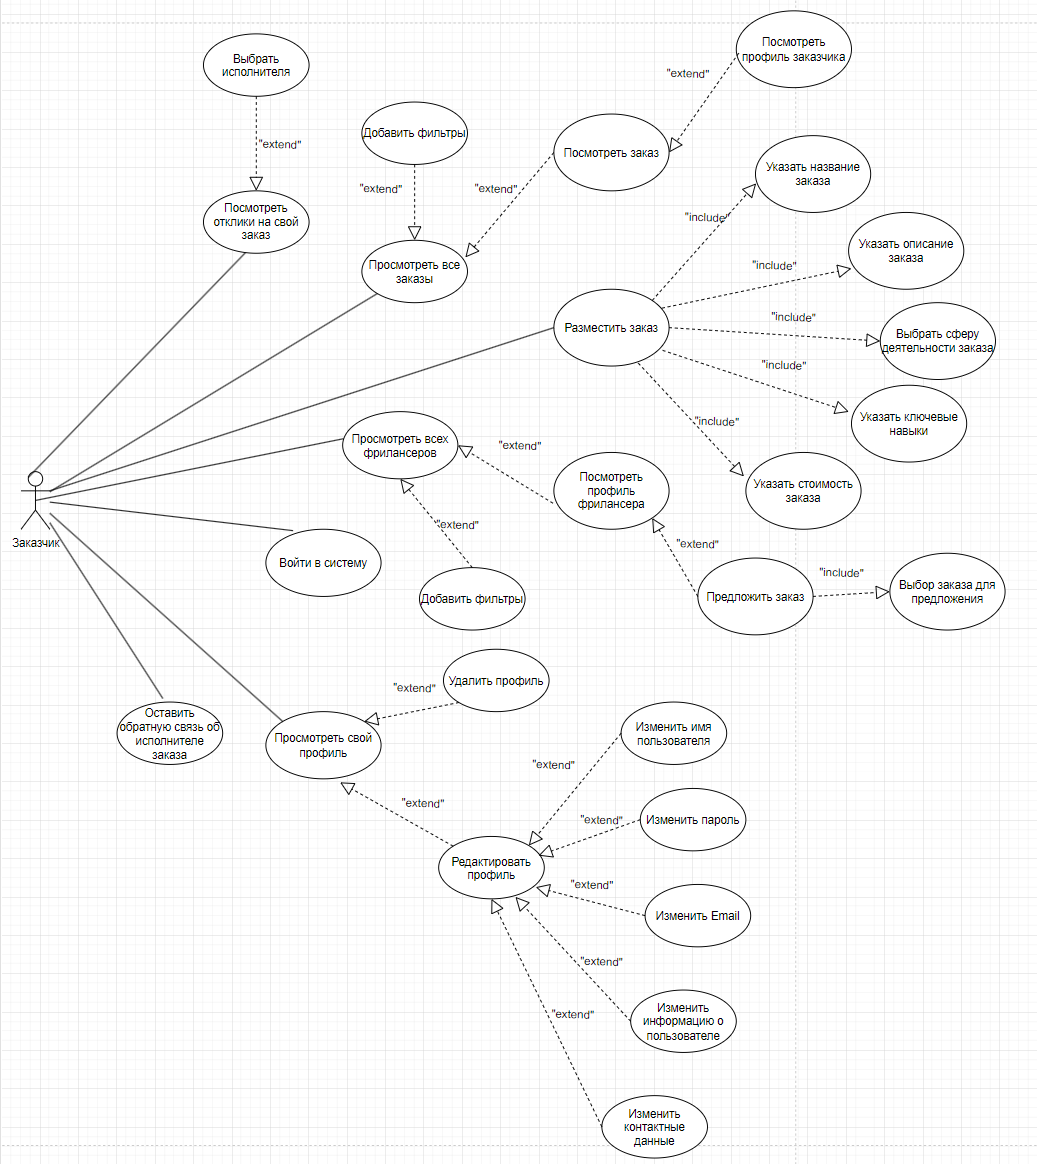 Посмотреть
профиль заказчика
Выбрать
исполнителя
"extend"
Добавить фильтры
"extend"
Посмотреть заказ
Указать название
заказа
"extend"
"extend"
Посмотреть
отклики на свой
заказ
"include"
Указать описание
заказа
Просмотреть все
заказы
"include"
"include"
Разместить заказ
Выбрать сферу
деятельности заказа
"include"
Указать ключевые
навыки
"include"
Просмотреть всех
фрилансеров
"extend"
Посмотреть
профиль
фрилансера
Указать стоимость
заказа
"extend"
Заказчик
"extend"
Войти в систему
"include"
Выбор заказа для
предложения
Добавить фильтры
Предложить заказ
Удалить профиль
"extend"
Оставить
обратную связь об
исполнителе
заказа
Просмотреть свой
профиль
Изменить имя
пользователя
"extend"
"extend"
"extend"
Изменить пароль
Редактировать
профиль
"extend"
Изменить Email
"extend"
Изменить
информацию о
пользователе
"extend"
Изменить
контактные
данные